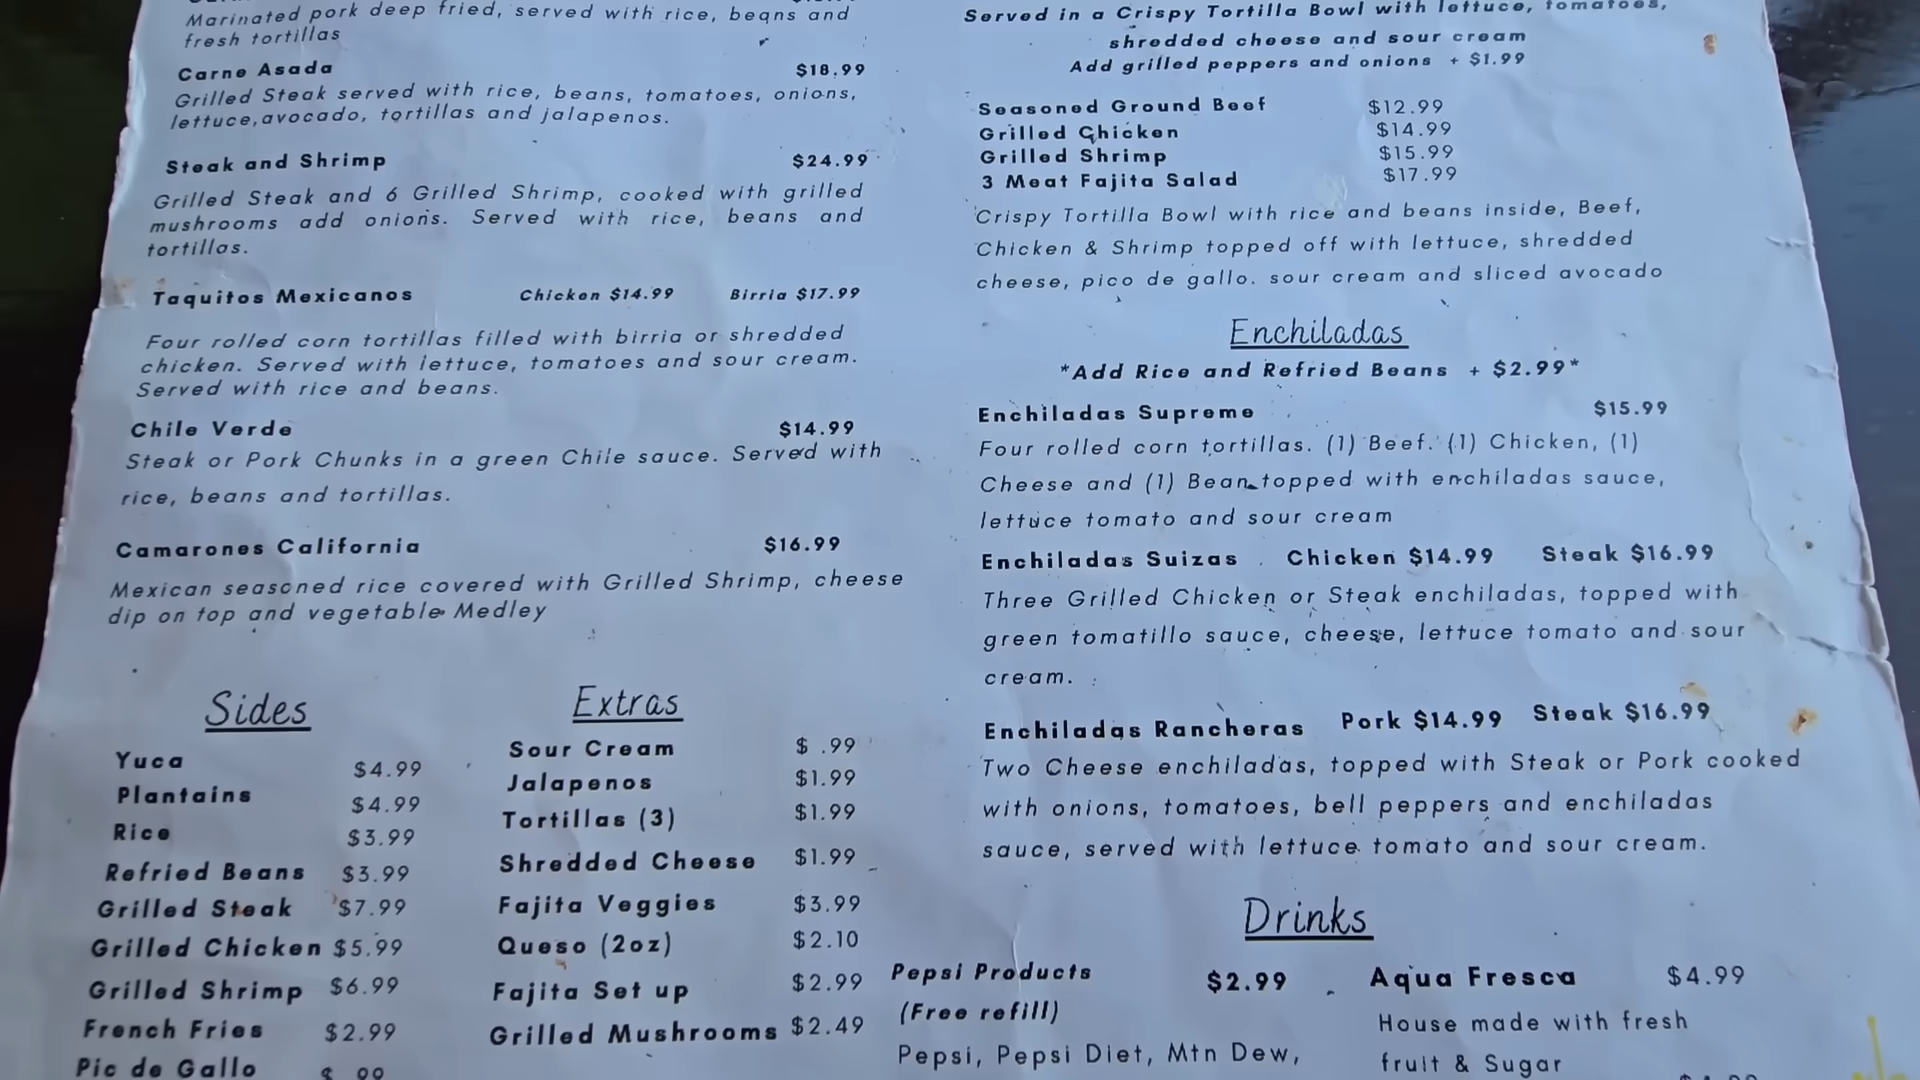 Marinated pork deep fried, served with rice, beans and
fresh tortillas
Carne Asada $18.99
Grilled Steak served with rice, beans, tomatoes, onions,
lettuce,avocado, tortillas and jalapenos.
Steak and Shrimp $24.99
Grilled Steak and 6 Grilled Shrimp, cooked with grilled
mushrooms add onions. Served with rice, beans and
tortillas.
Taquitos Mexicanos Chicken $14.99 Birria $17.99
Four rolled corn tortillas filled with birria or shredded
chicken. Served with lettuce, tomatoes and sour cream.
Served with rice and beans.
Chile Verde $14.99
Steak or Pork Chunks in a green Chile sauce. Served with
rice, beans and tortillas.
Camarones California $16.99
Mexican seasoned rice covered with Grilled Shrimp, cheese
dip on top and vegetable Medley
Sides
Yuca $4.99
Plantains $4.99
Rice $3.99
Refried Beans $3.99
Grilled Steak $7.99
Grilled Chicken $5.99
Grilled Shrimp $6.99
French Fries $2.99
Pic de Gallo $ .99
Extras
Sour Cream $ .99
Jalapenos $1.99
Tortillas (3) $1.99
Shredded Cheese $1.99
Fajita Veggies $3.99
Queso (2oz) $2.10
Fajita Set up $2.99
Grilled Mushrooms $2.49
Served in a Crispy Tortilla Bowl with lettuce, tomatoes,
shredded cheese and sour cream
Add grilled peppers and onions + $1.99
Seasoned Ground Beef $12.99
Grilled Chicken $14.99
Grilled Shrimp $15.99
3 Meat Fajita Salad $17.99
Crispy Tortilla Bowl with rice and beans inside, Beef,
Chicken & Shrimp topped off with lettuce, shredded
cheese, pico de gallo. sour cream and sliced avocado
Enchiladas
*Add Rice and Refried Beans + $2.99*
Enchiladas Supreme $15.99
Four rolled corn tortillas. (1) Beef. (1) Chicken, (1)
Cheese and (1) Bean topped with enchiladas sauce,
lettuce tomato and sour cream
Enchiladas Suizas Chicken $14.99 Steak $16.99
Three Grilled Chicken or Steak enchiladas, topped with
green tomatillo sauce, cheese, lettuce tomato and sour
cream.
Enchiladas Rancheras Pork $14.99 Steak $16.99
Two Cheese enchiladas, topped with Steak or Pork cooked
with onions, tomatoes, bell peppers and enchiladas
sauce, served with lettuce tomato and sour cream.
Drinks
Pepsi Products $2.99
(Free refill)
Pepsi, Pepsi Diet, Mtn Dew,
Aqua Fresca $4.99
House made with fresh
fruit & Sugar